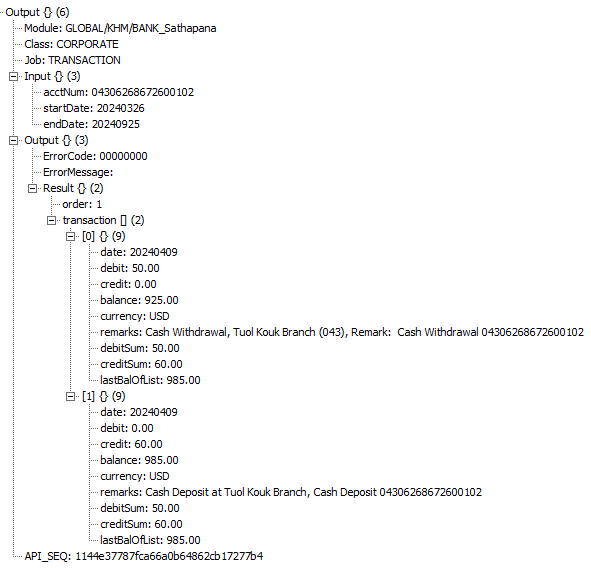 Output {} (6)
Module: GLOBAL/KHM/BANK_Sathapana
Class: CORPORATE
Job: TRANSACTION
Input {} (3)
acctNum: 04306268672600102
startDate: 20240326
endDate: 20240925
Output {} (3)
ErrorCode: 00000000
ErrorMessage:
Result {} (2)
order: 1
transaction [] (2)
[0] {} (9)
date: 20240409
debit: 50.00
credit: 0.00
balance: 925.00
currency: USD
remarks: Cash Withdrawal, Tuol Kouk Branch (043), Remark:  Cash Withdrawal 04306268672600102
debitSum: 50.00
creditSum: 60.00
lastBalOfList: 985.00
[1] {} (9)
date: 20240409
debit: 0.00
credit: 60.00
balance: 985.00
currency: USD
remarks: Cash Deposit at Tuol Kouk Branch, Cash Deposit 04306268672600102
debitSum: 50.00
creditSum: 60.00
lastBalOfList: 985.00
API_SEQ: 1144e37787fca66a0b64862cb17277b4